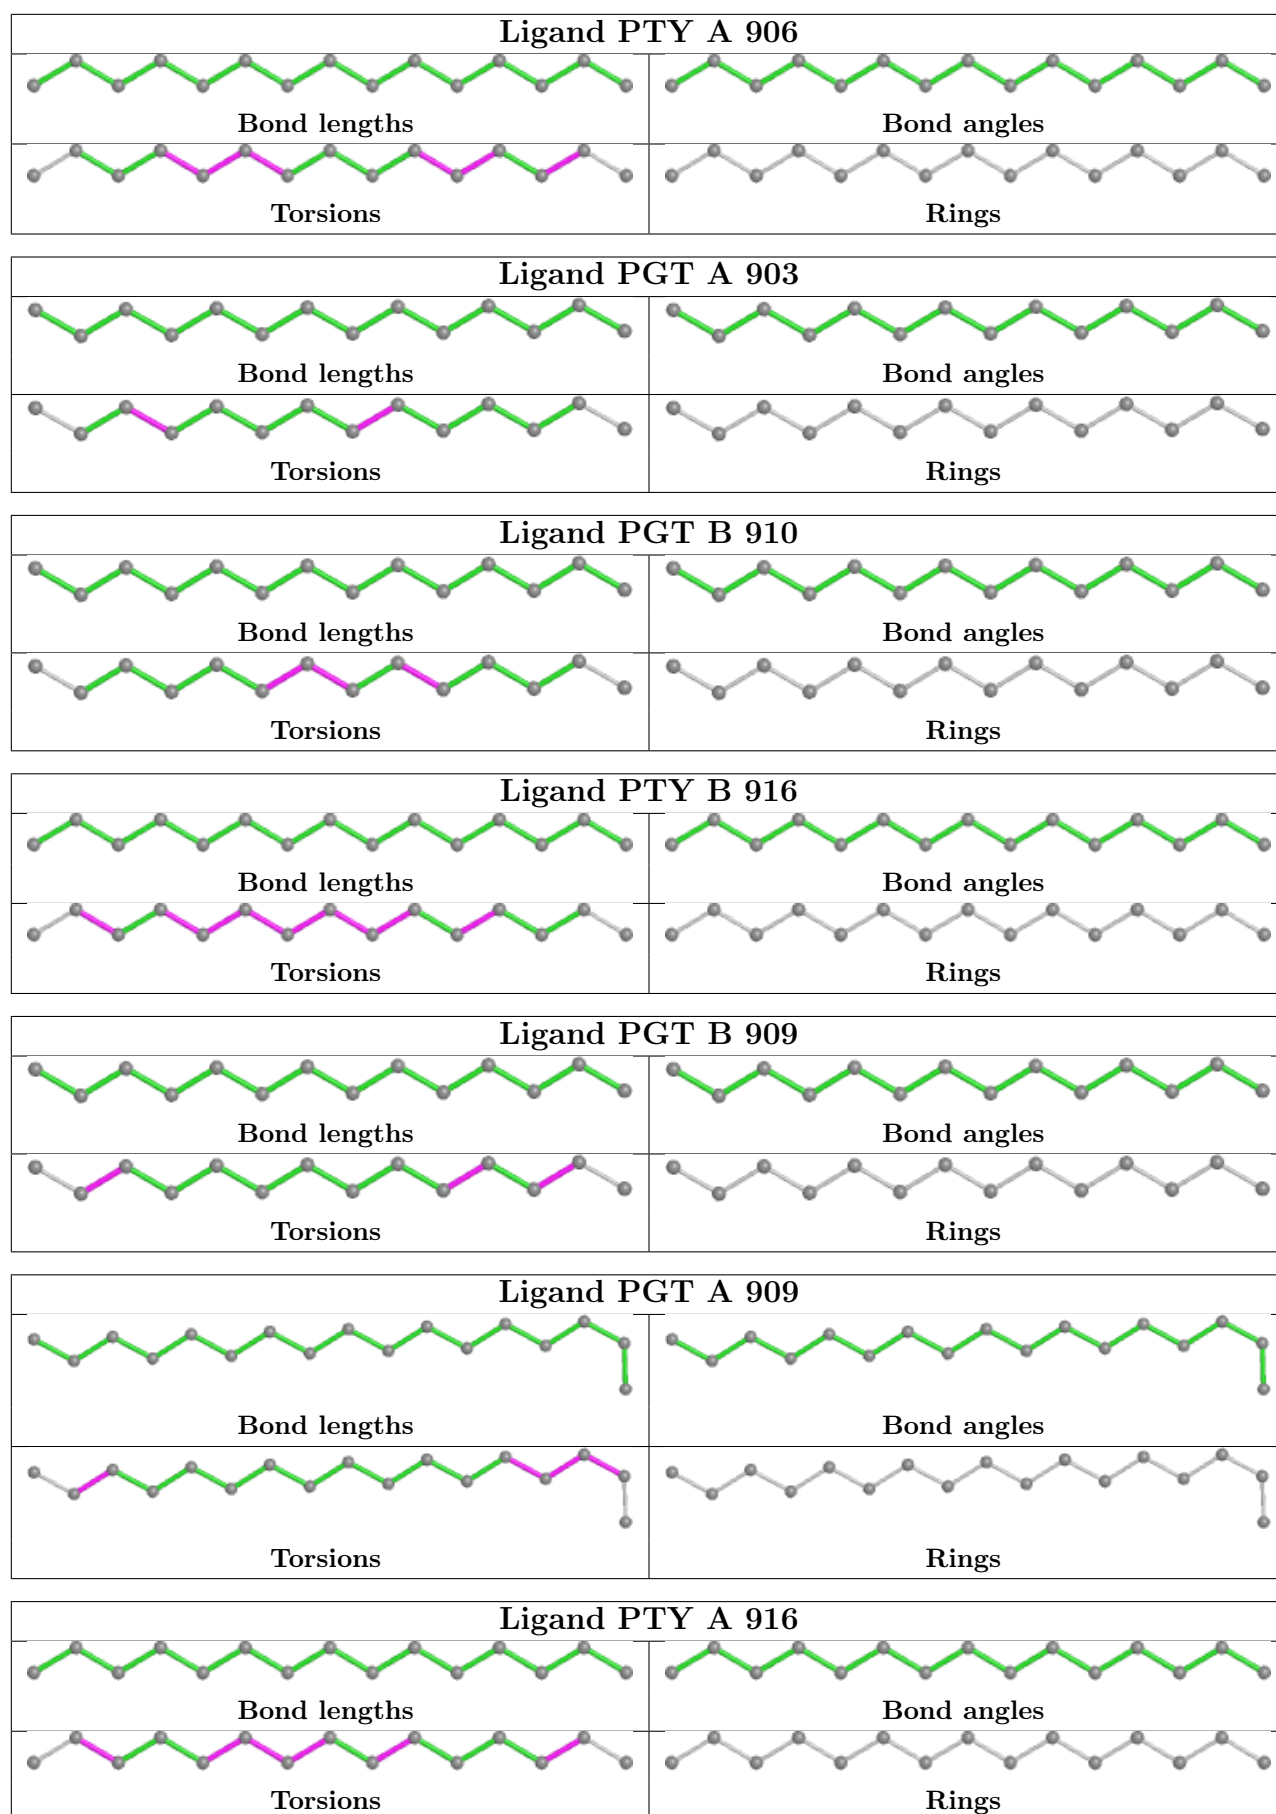 Ligand PTY A 906
Bond lengths Bond angles
Torsions Rings
Ligand PGT A 903
Bond lengths Bond angles
Torsions Rings
Ligand PGT B 910
Bond lengths Bond angles
Torsions Rings
Ligand PTY B 916
Bond lengths Bond angles
Torsions Rings
Ligand PGT B 909
Bond lengths Bond angles
Torsions Rings
Ligand PGT A 909
Bond lengths Bond angles
Torsions Rings
Ligand PTY A 916
Bond lengths Bond angles
Torsions Rings